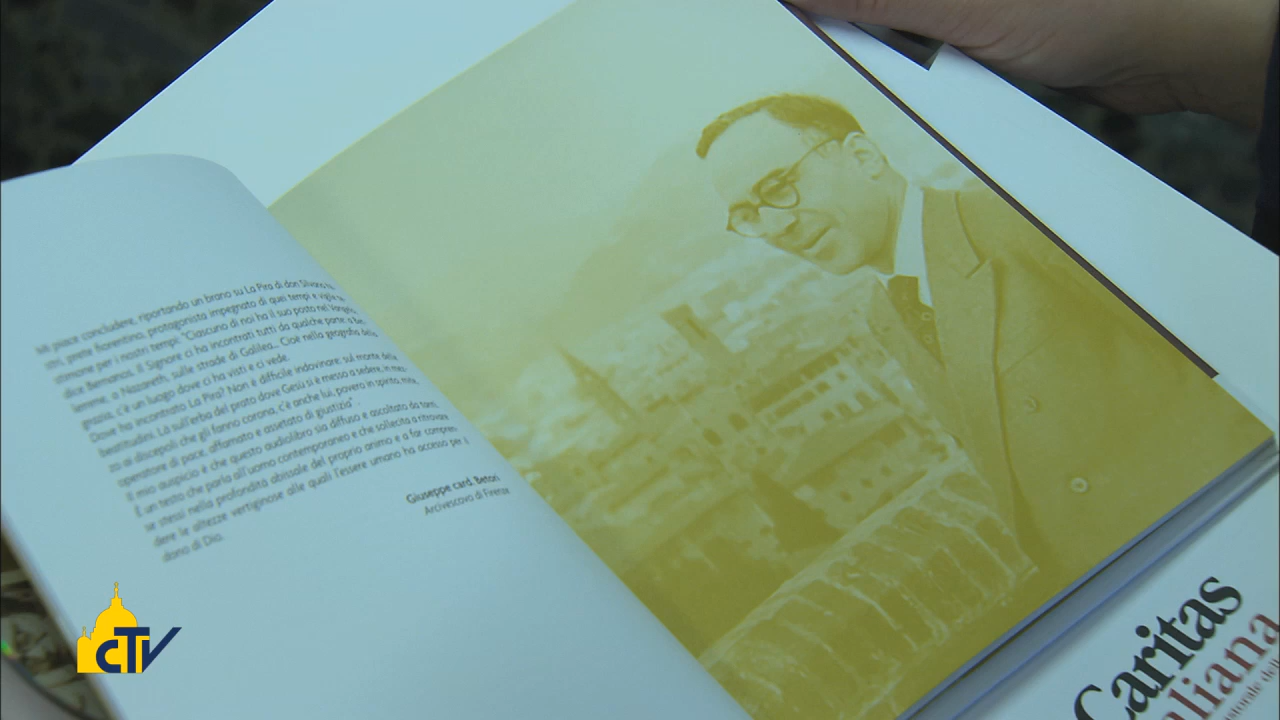 Mi piace concludere, riportando un brano su La Pira di don Silvano
stri, prete fiorentino, protagonista impegnato di quei tempi e vigile te
stimone per i nostri tempi: "Ciascuno di noi ha il suo posto nel Vangelo,
dice Bernanos, il Signore ci ha incontrati tutti da qualche parte: a Bet
lemme, a Nazareth, sulle strade di Galilea... Cioè nella geografia della
grazia, c'è un luogo dove ci ha visti e ci vede.
Dove ha incontrato La Pira? Non è difficile indovinare: sul monte delle
beatitudini. Là sull'erba del prato dove Gesù si è messo a sedere, in mez
zo ai discepoli che gli fanno corona, c'è anche lui, povero in spirito, mite,
operatore di pace, affamato e assetato di giustizia".
Il mio auspicio è che questo audiolibro sia diffuso e ascoltato da tanti.
È un testo che parla all'uomo contemporaneo e che sollecita a ritrovare
se stessi nella profondità abissale del proprio animo e a far compren
dere le altezze vertiginose alle quali l'essere umano ha accesso per il
dono di Dio.
Giuseppe card. Betori
Arcivescovo di Firenze
CTV
Caritas
aliana
storale